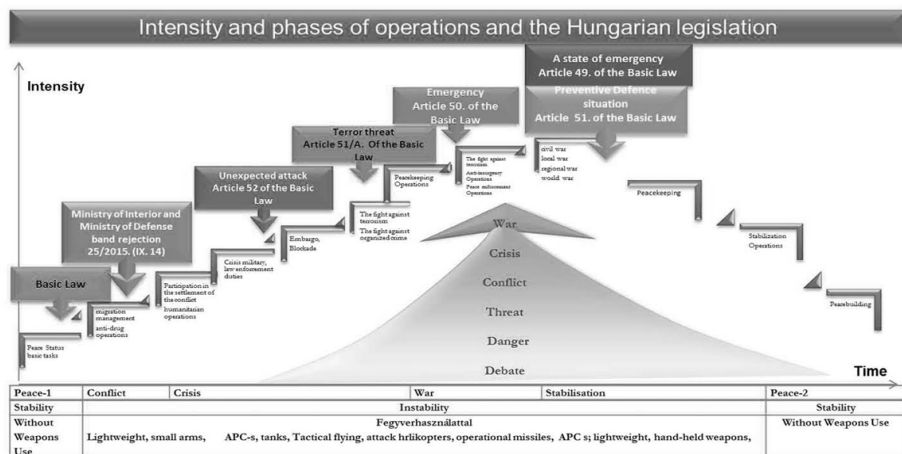 Intensity and phases of operations and the Hungarian legislation
Intensity
A state of emergency
Article 49. of the Basic Law
Preventive Defence
situation
Article 51. of the Basic Law
Emergency
Article 50. of the
Basic Law
Terror threat
Article 51/A. Of the Basic
Law
Unexpected attack
Article 52 of the Basic
Law
Ministry of Interior and
Ministry of Defense
band rejection
25/2015. (IX. 14)
Basic Law
Peace Status
basic tasks
migration
management
anti-drug
operations
Participation in
the settlement of
the conflict
humanitarian
operations
Crisis military,
law enforcement
duties
Embargo,
Blockade
The fight against
terrorism
The fight against
organized crime
Peacekeeping
Operations
The fight against
terrorism
Anti-insurgency
Operations
Peace enforcement
Operations
civil war
local war
regional war
world war
Peacekeeping
Stabilization
Operations
Peacebuilding
War
Crisis
Conflict
Threat
Danger
Debate
Time
Peace-1 Conflict Crisis War Stabilisation Peace-2
Stability Instability Stability
Without Fegyverhasználattal Without Weapons Use
Weapons Lightweight, small arms, APC-s, tanks, Tactical flying, attack hrlikopters, operational missiles, APC s; lightweight, hand-held weapons,
Use